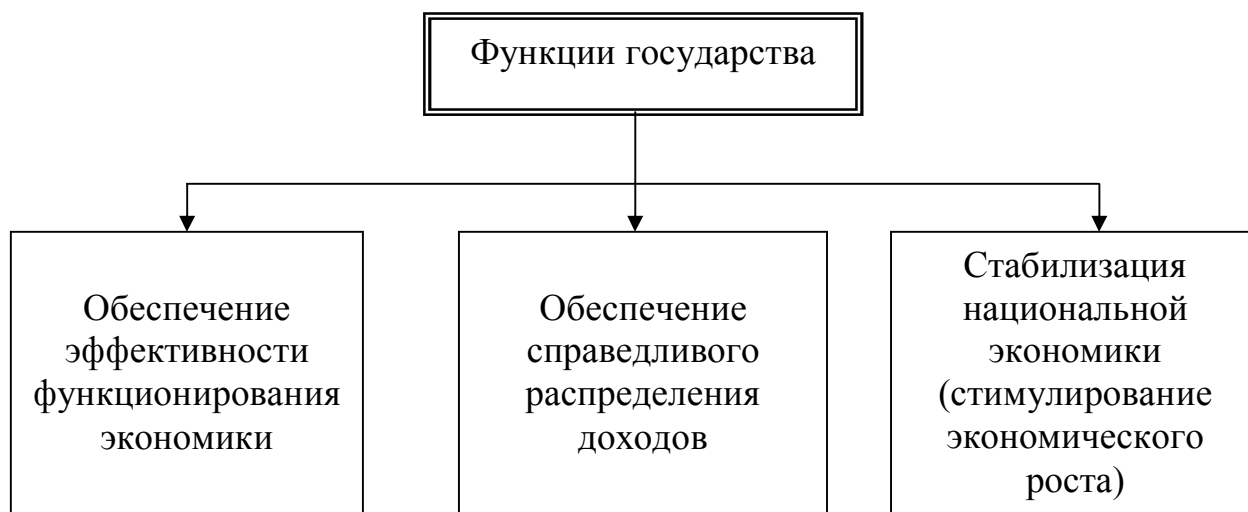 Функции государства
Обеспечение
эффективности
функционирования
экономики
Обеспечение
справедливого
распределения
доходов
Стабилизация
национальной
экономики
(стимулирование
экономического
роста)